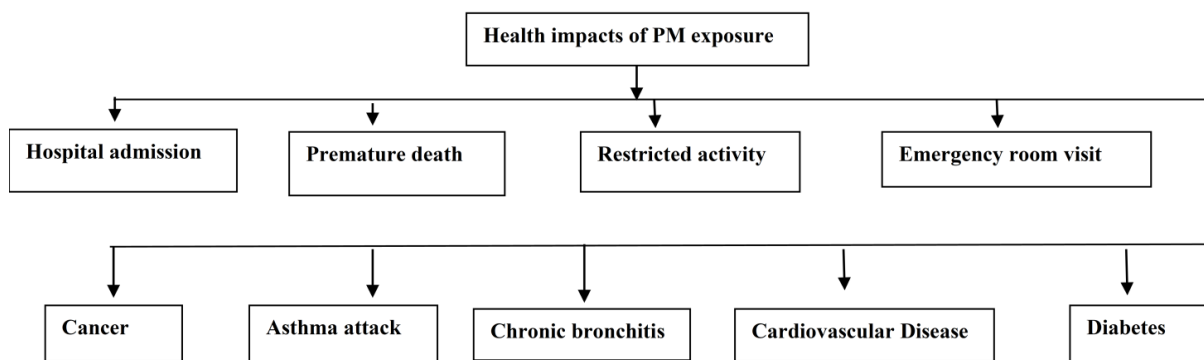 Health impacts of PM exposure
Hospital admission
Premature death
Restricted activity
Emergency room visit
Cancer
Asthma attack
Chronic bronchitis
Cardiovascular Disease
Diabetes